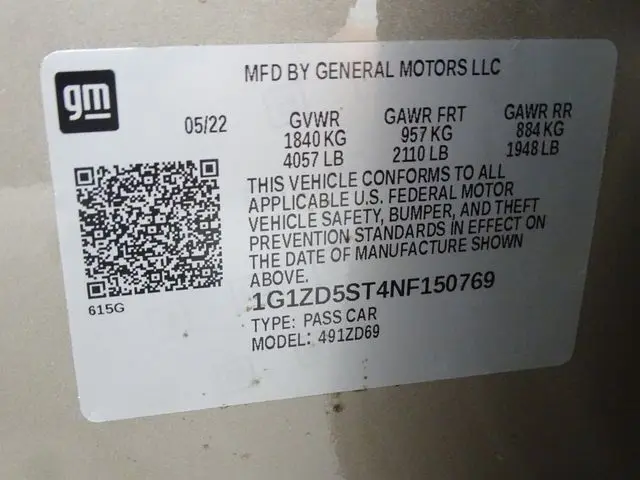 gm
MFD BY GENERAL MOTORS LLC
05/22
GVWR GAWR FRT GAWR RR
1840 KG 957 KG 884 KG
4057 LB 2110 LB 1948 LB
THIS VEHICLE CONFORMS TO ALL
APPLICABLE U.S. FEDERAL MOTOR
VEHICLE SAFETY, BUMPER, AND THEFT
PREVENTION STANDARDS IN EFFECT ON
THE DATE OF MANUFACTURE SHOWN
ABOVE.
615G
1G1ZD5ST4NF150769
TYPE: PASS CAR
MODEL: 491ZD69